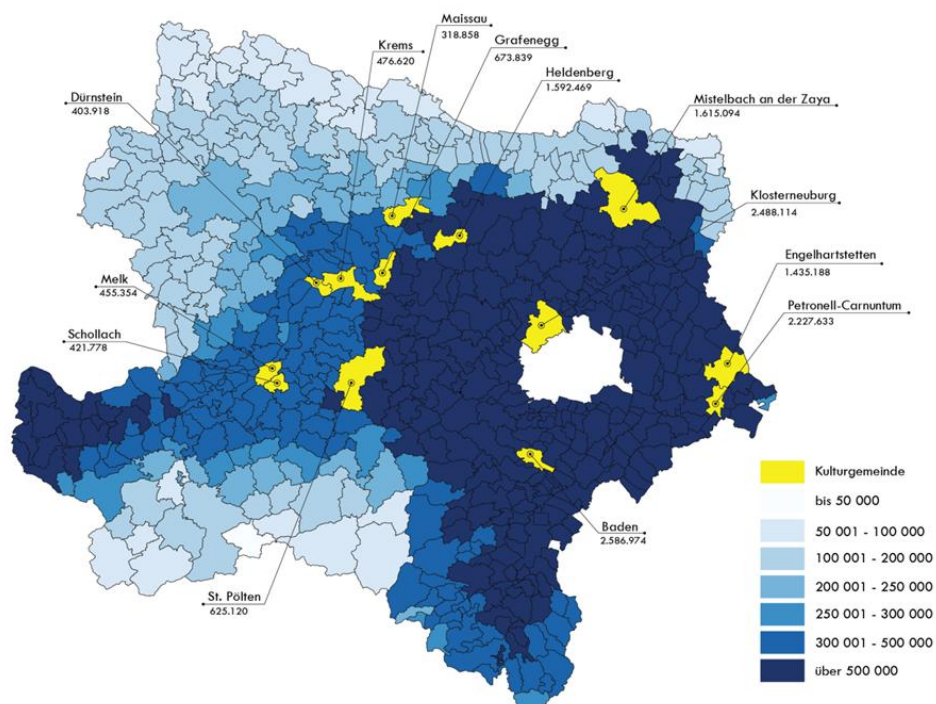 Maissau
318.858
Krems
476.620
Grafenegg
673.839
Heldenberg
1.592.469
Dürnstein
403.918
Mistelbach an der Zaya
1.615.094
Klosterneuburg
2.488.114
Engelhartstetten
1.435.188
Melk
455.354
Petronell-Carnuntum
2.227.633
Schollach
421.778
Kulturgemeinde
bis 50 000
50 001 - 100 000
100 001 - 200 000
200 001 - 250 000
250 001 - 300 000
300 001 - 500 000
über 500 000
Baden
2.586.974
St. Pölten
625.120